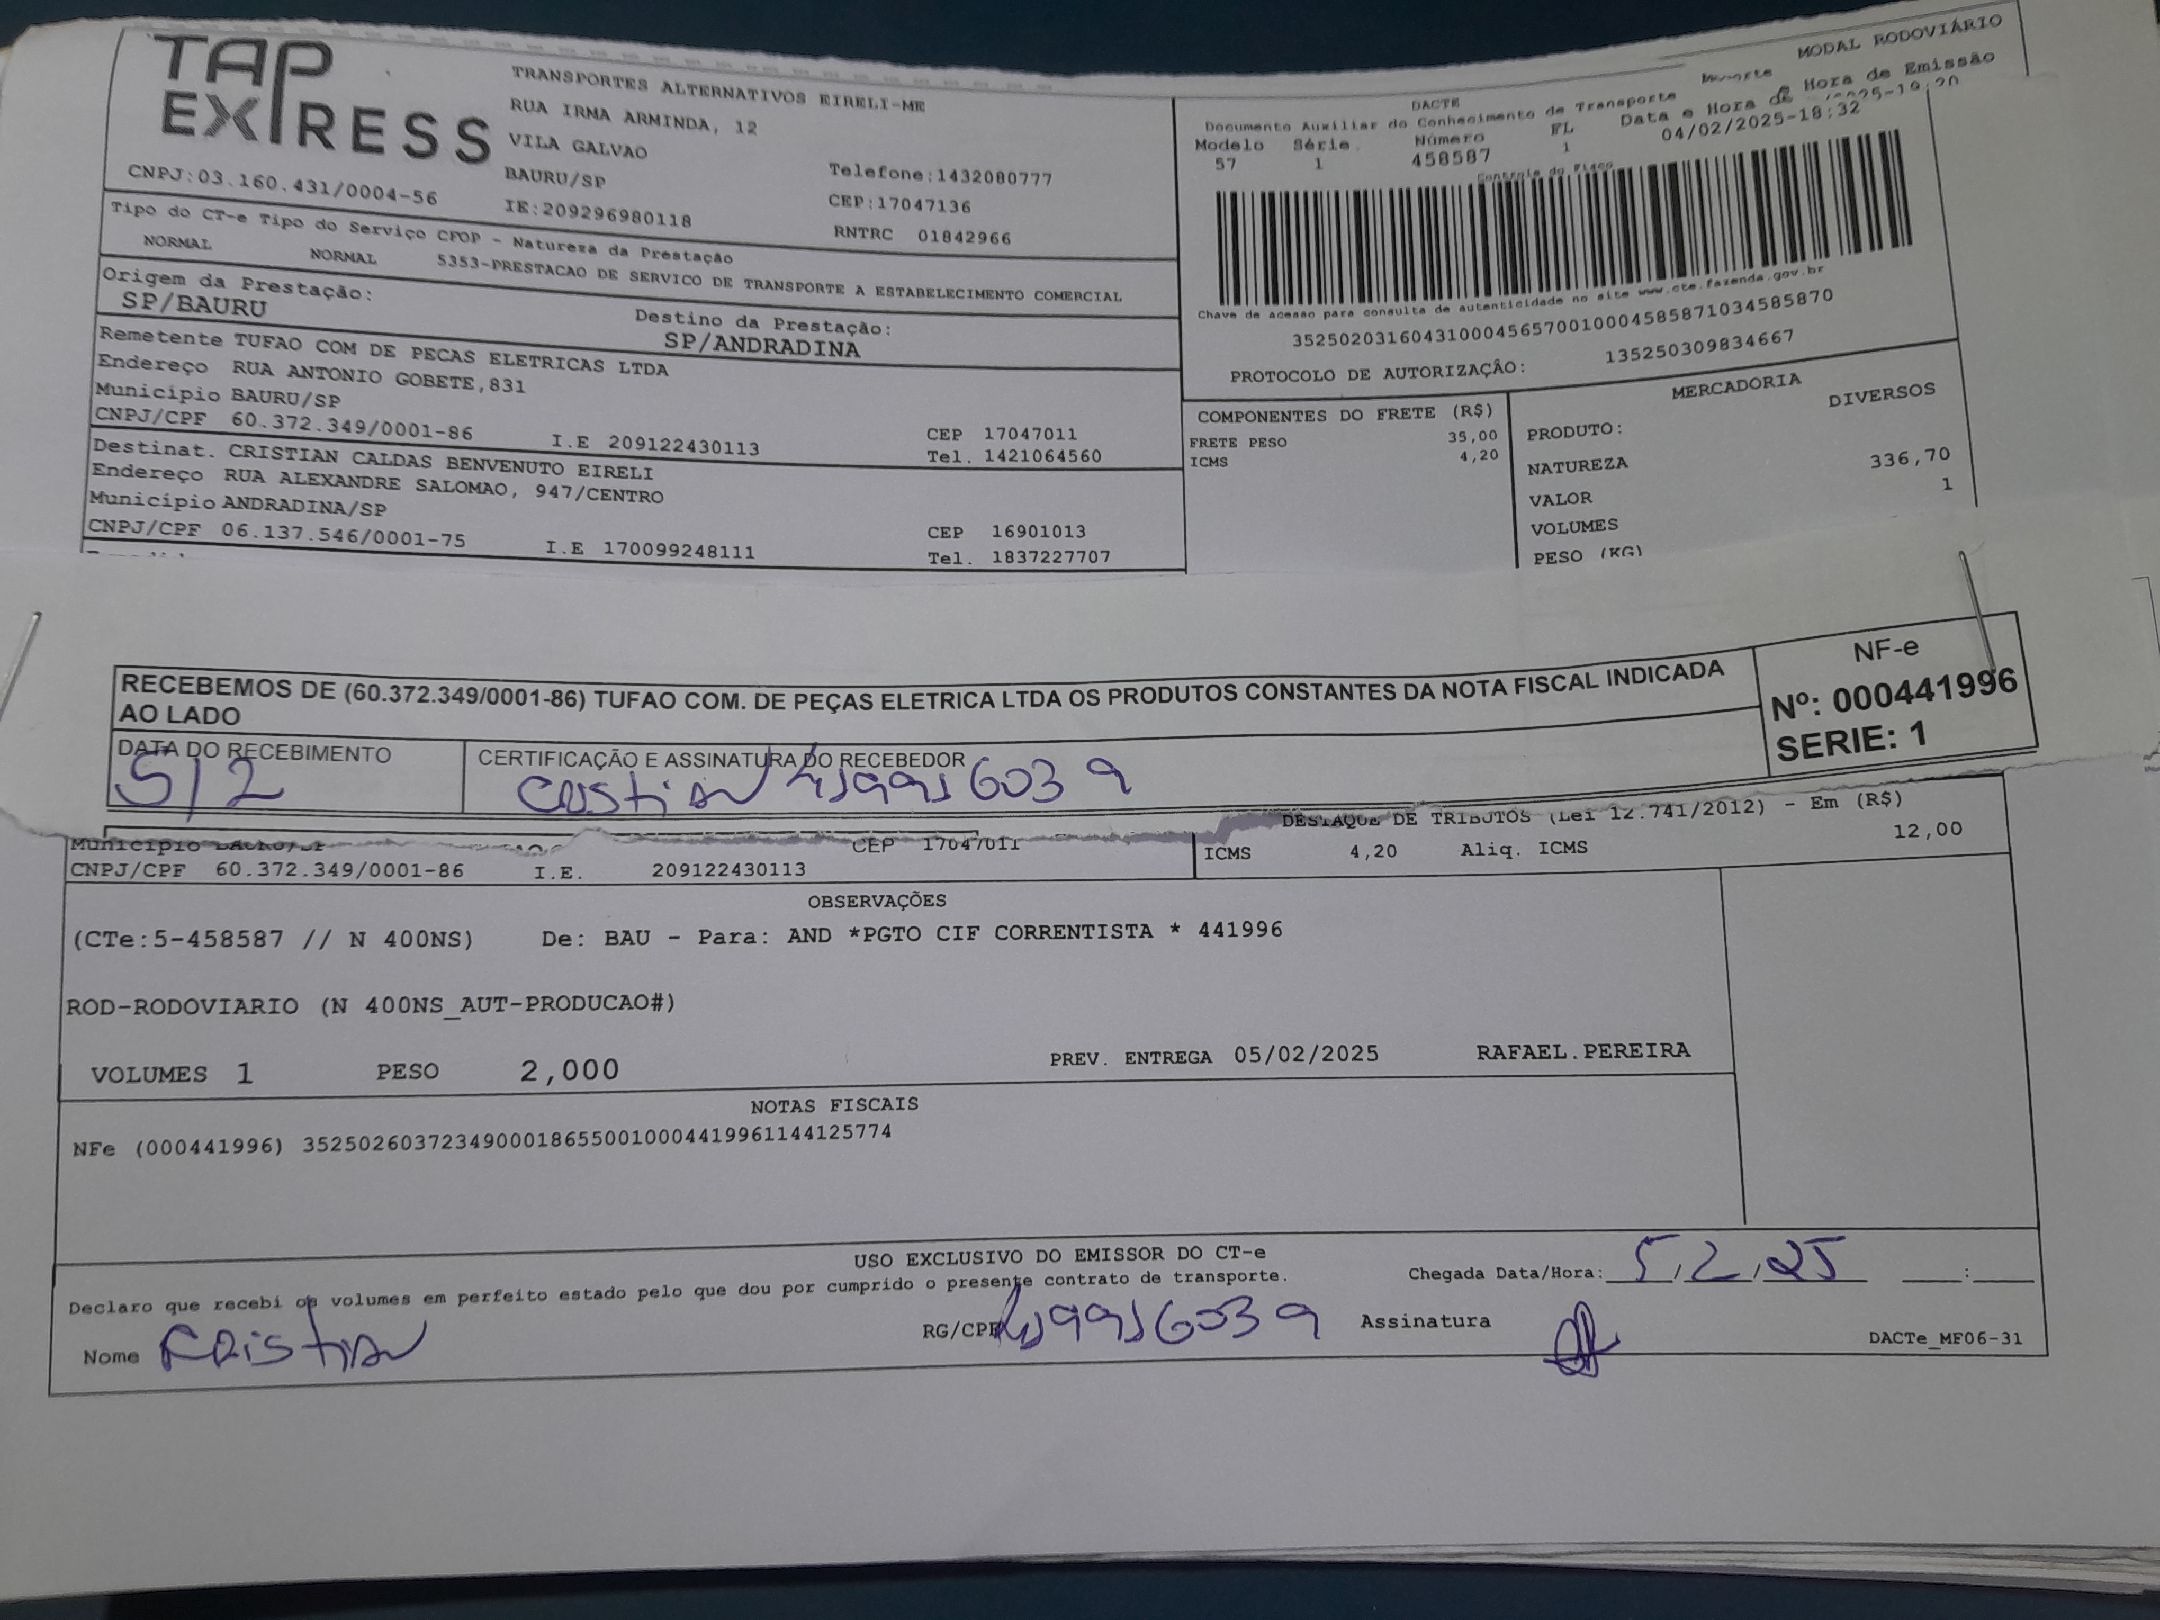 TAP EXPRESS
TRANSPORTES ALTERNATIVOS EIRELI-ME
RUA IRMA ARMINDA, 12
VILA GALVAO
BAURU/SP
Telefone:1432080777
CNPJ:03.160.431/0004-56
IE:209296980118
CEP:17047136
RNTRC 01842966
MODAL RODOVIÁRIO
DACTE
Hora de Emissão
Documento Auxiliar do Conhecimento de Transporte
Data e Hora de
Modelo Série. Número FL
57 1 458587 1 04/02/2025-18:32
Controle do Fisco
Tipo do CT-e Tipo do Serviço CFOP - Natureza da Prestação
NORMAL NORMAL 5353-PRESTACAO DE SERVICO DE TRANSPORTE A ESTABELECIMENTO COMERCIAL
Origem da Prestação:
SP/BAURU
Destino da Prestação:
SP/ANDRADINA
Chave de acesso para consulta de autenticidade no site www.cte.fazenda.gov.br
35250203160431000456570010004585871034585870
PROTOCOLO DE AUTORIZAÇÃO: 135250309834667
Remetente TUFAO COM DE PECAS ELETRICAS LTDA
Endereço RUA ANTONIO GOBETE,831
Município BAURU/SP
CNPJ/CPF 60.372.349/0001-86 I.E 209122430113
CEP 17047011
Tel. 1421064560
Destinat. CRISTIAN CALDAS BENVENUTO EIRELI
Endereço RUA ALEXANDRE SALOMAO, 947/CENTRO
Município ANDRADINA/SP
CNPJ/CPF 06.137.546/0001-75 I.E 170099248111
CEP 16901013
Tel. 1837227707
COMPONENTES DO FRETE (R$)
FRETE PESO 35,00
ICMS 4,20
MERCADORIA
PRODUTO: DIVERSOS
NATUREZA
VALOR 336,70
VOLUMES 1
PESO (KG)
RECEBEMOS DE (60.372.349/0001-86) TUFAO COM. DE PEÇAS ELETRICA LTDA OS PRODUTOS CONSTANTES DA NOTA FISCAL INDICADA
AO LADO
NF-e
Nº: 000441996
SERIE: 1
DATA DO RECEBIMENTO
5/2
CERTIFICAÇÃO E ASSINATURA DO RECEBEDOR
Cristian 419916039
DESTAQUE DE TRIBUTOS (Lei 12.741/2012) - Em (R$)
Município BAURU/SP CEP 17047011
ICMS 4,20 Aliq. ICMS 12,00
CNPJ/CPF 60.372.349/0001-86 I.E. 209122430113
OBSERVAÇÕES
(CTe:5-458587 // N 400NS) De: BAU - Para: AND *PGTO CIF CORRENTISTA * 441996
ROD-RODOVIARIO (N 400NS_AUT-PRODUCAO#)
VOLUMES 1 PESO 2,000 PREV. ENTREGA 05/02/2025 RAFAEL.PEREIRA
NOTAS FISCAIS
NFe (000441996) 35250260372349000186550010004419961144125774
USO EXCLUSIVO DO EMISSOR DO CT-e
Declaro que recebi os volumes em perfeito estado pelo que dou por cumprido o presente contrato de transporte.
Chegada Data/Hora: 5/2/25 __:__
Nome Cristian RG/CPF 419916039 Assinatura
DACTe_MF06-31